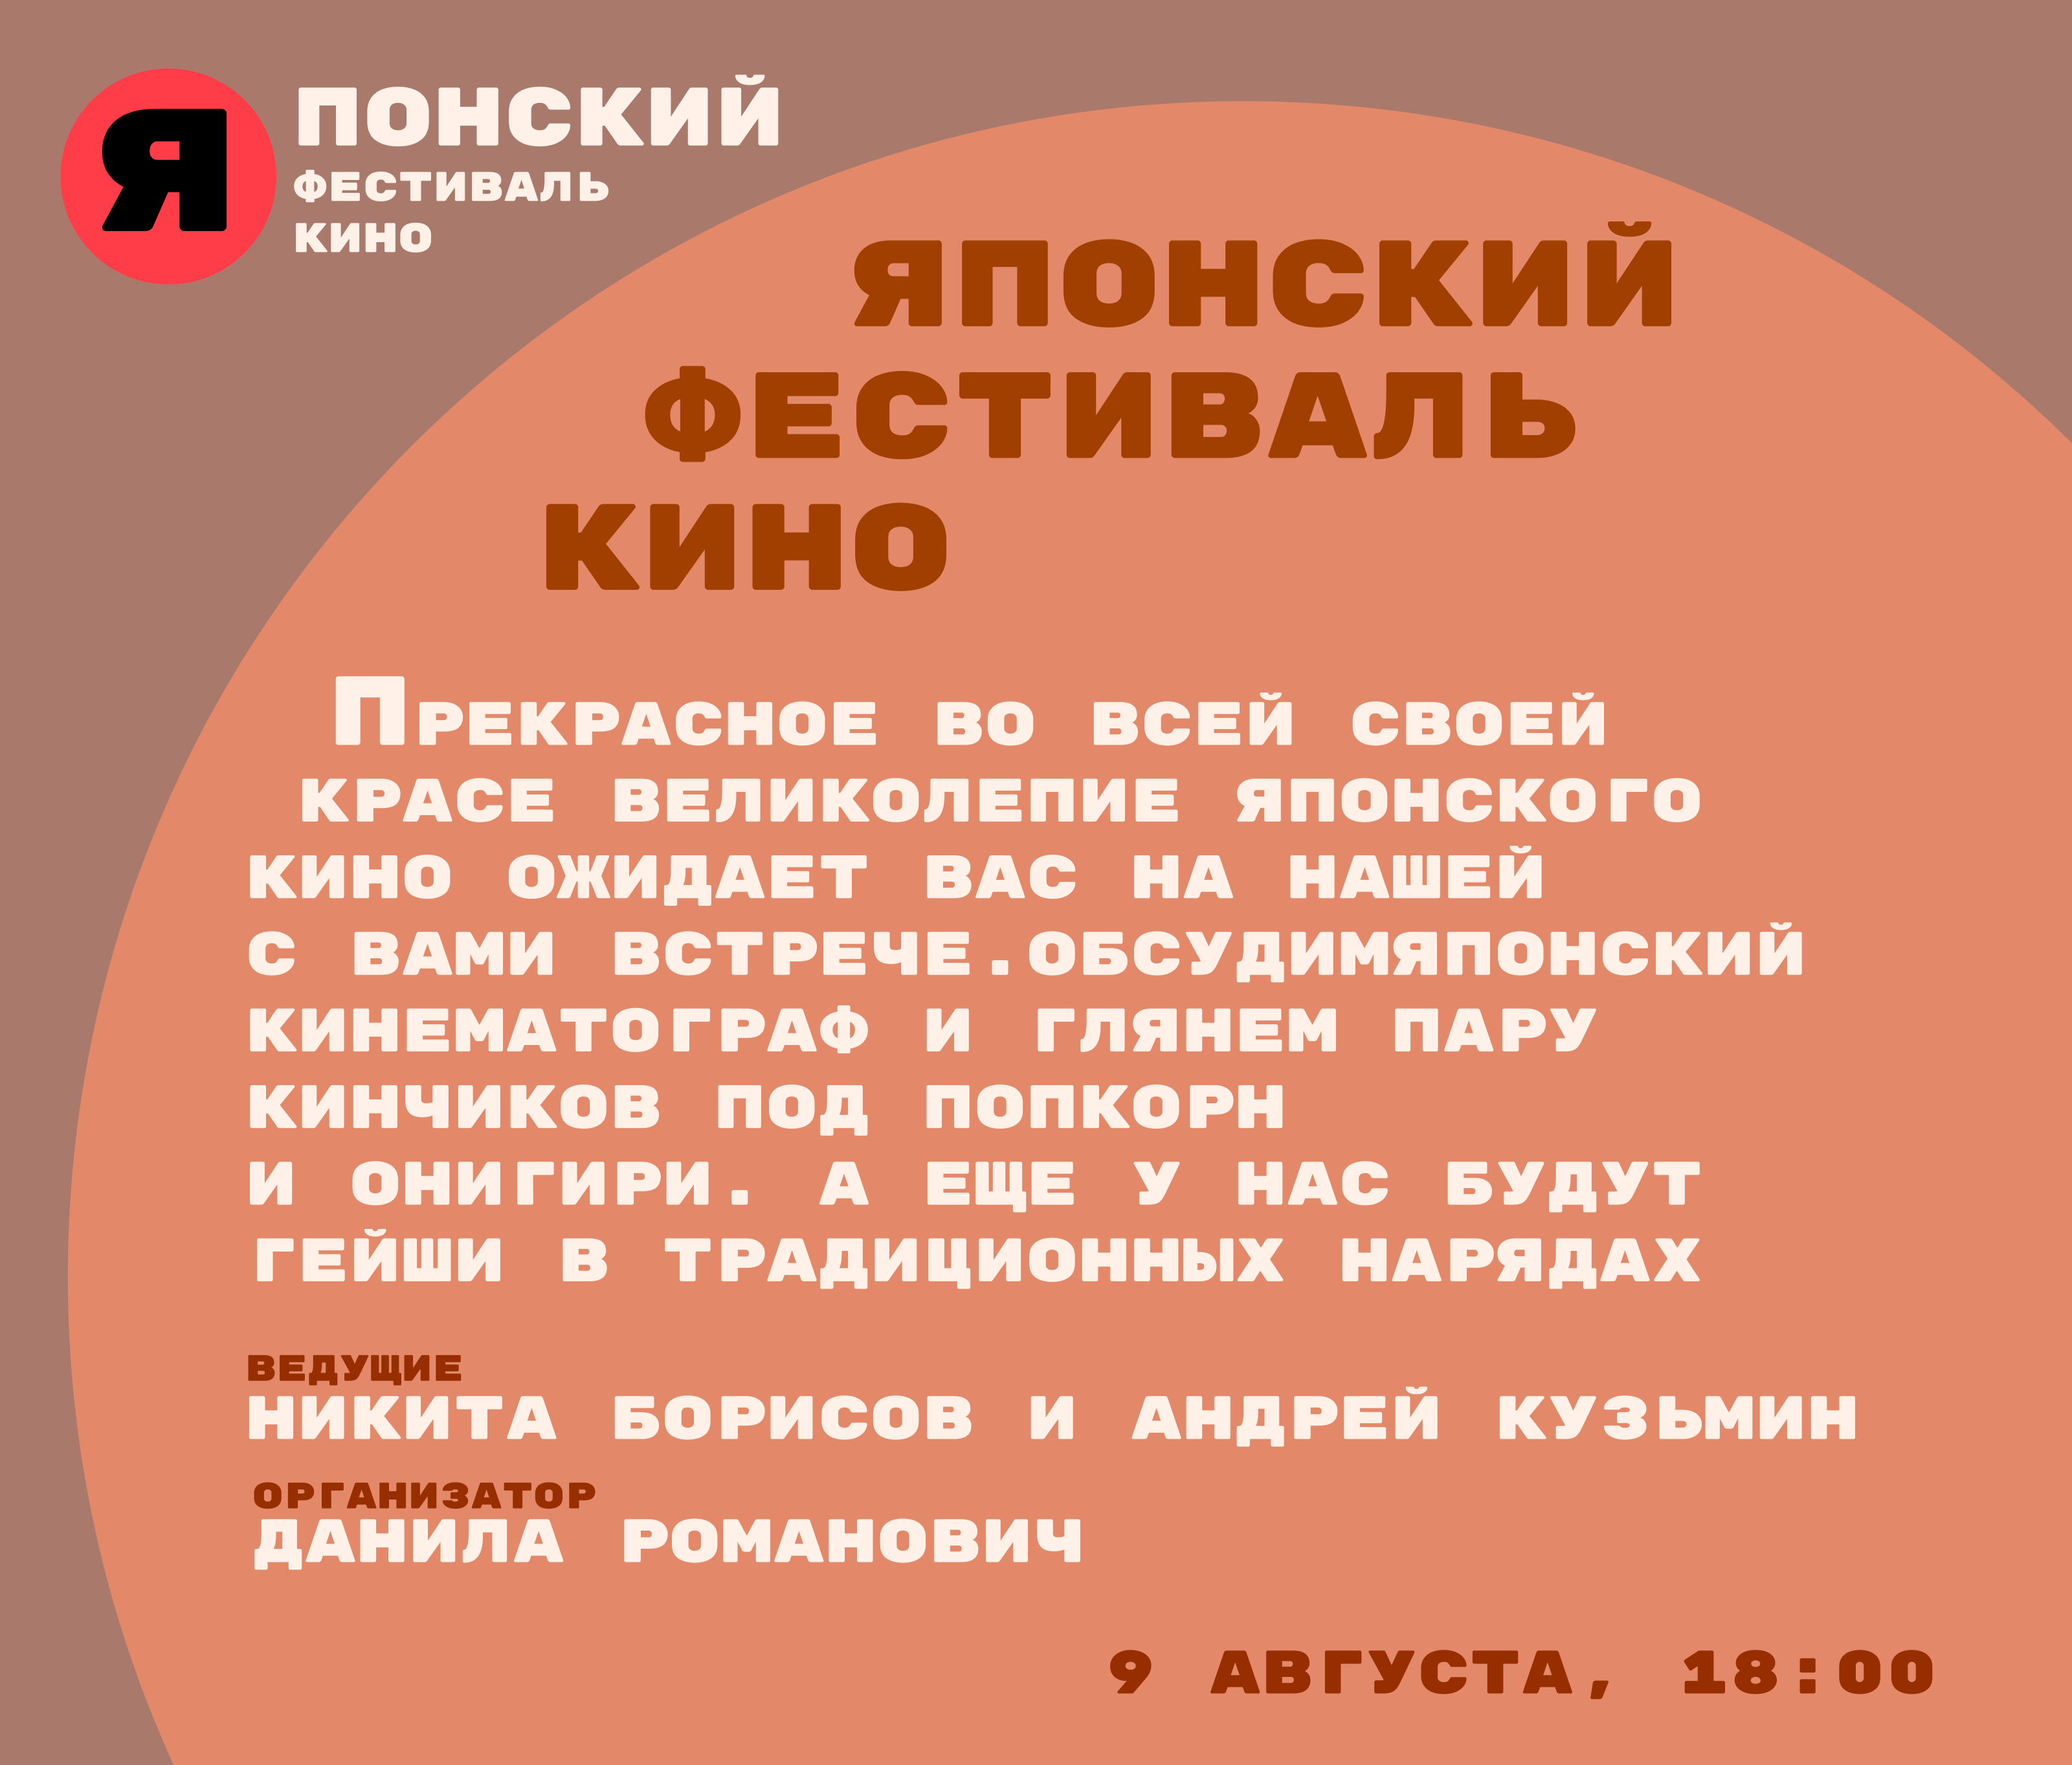 ЯПОНСКИЙ
ФЕСТИВАЛЬ
КИНО
ЯПОНСКИЙ
ФЕСТИВАЛЬ
КИНО
ПРЕКРАСНОЕ ВО ВСЕЙ СВОЕЙ
КРАСЕ ВЕЛИКОЛЕПИЕ ЯПОНСКОГО
КИНО ОЖИДАЕТ ВАС НА НАШЕЙ
С ВАМИ ВСТРЕЧЕ.ОБСУДИМЯПОНСКИЙ
КИНЕМАТОГРАФ И ГЛЯНЕМ ПАРУ
КИНЧИКОВ ПОД ПОПКОРН
И ОНИГИРИ. А ЕЩЕ У НАС БУДУТ
ГЕЙШИ В ТРАДИЦИОННЫХ НАРЯДАХ
ВЕДУЩИЕ
НИКИТА БОРИСОВ И АНДРЕЙ КУЗЬМИН
ОРГАНИЗАТОР
ДАНИЛА РОМАНОВИЧ
9 АВГУСТА, 18:00